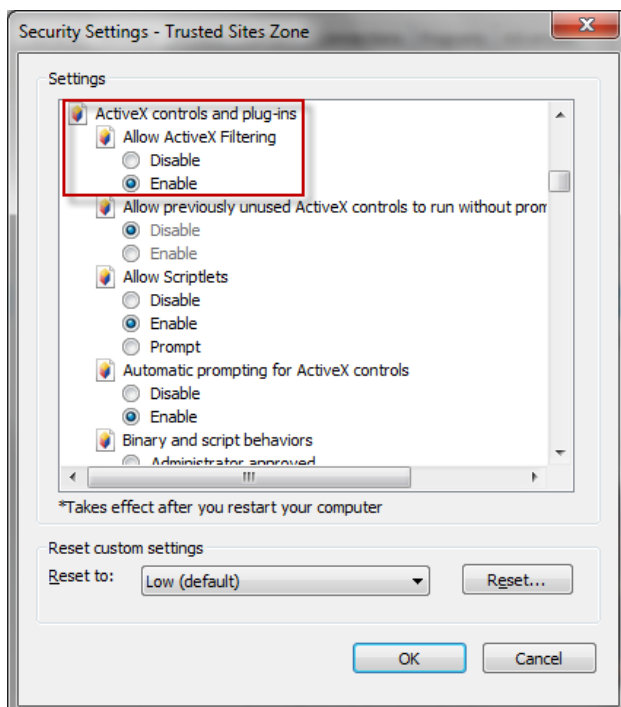 Security Settings - Trusted Sites Zone
Settings
ActiveX controls and plug-ins
Allow ActiveX Filtering
Disable
Enable
Allow previously unused ActiveX controls to run without prom
Disable
Enable
Allow Scriptlets
Disable
Enable
Prompt
Automatic prompting for ActiveX controls
Disable
Enable
Binary and script behaviors
Administrator approved
*Takes effect after you restart your computer
Reset custom settings
Reset to:
Low (default)
Reset...
OK
Cancel